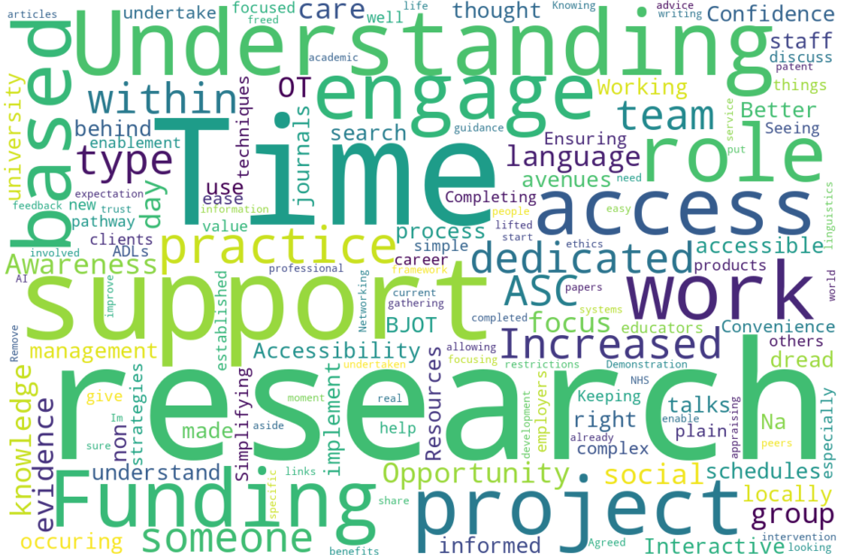 articles
undertake
focused
freed
care
well
life
thought
Knowing
advice
writing
Confidence
staff
discuss
patent
things
Understanding
academic
based
within
OT
techniques
engage
Working
team
Better
service
put
Seeing
university
behind
enablement
Time
journals
search
guidance
Ensuring
language
role
type
expectation
feedback
new
trust
day
use
ease
information
value
avenues
Completing
people
access
need
easy
linguistics
pathway
involved
ADLs
clients
practice
process
simple
career
lifted
start
ethics
dedicated
accessible
products
Awareness
AI
improve
established
professional
framework
Networking
current
gathering
completed
support
ASC
papers
systems
work
world
BJOT
focus
educators
Convenience
others
Remove
management
Accessibility
undertaken
allowing
focusing
Increased
restrictions
Demonstration
NHS
dread
knowledge
give
Im
strategies
made
Simplifying
moment
aside
real
help
implement
Resources
research
development
employers
Keeping
right
already
complex
enable
talks
plain
appraising
Na
peers
especially
evidence
non
sure
understand
links
specific
share
benefits
Opportunity
social
schedules
locally
group
Funding
occuring
someone
project
informed
Agreed
Interactive
intervention
looking